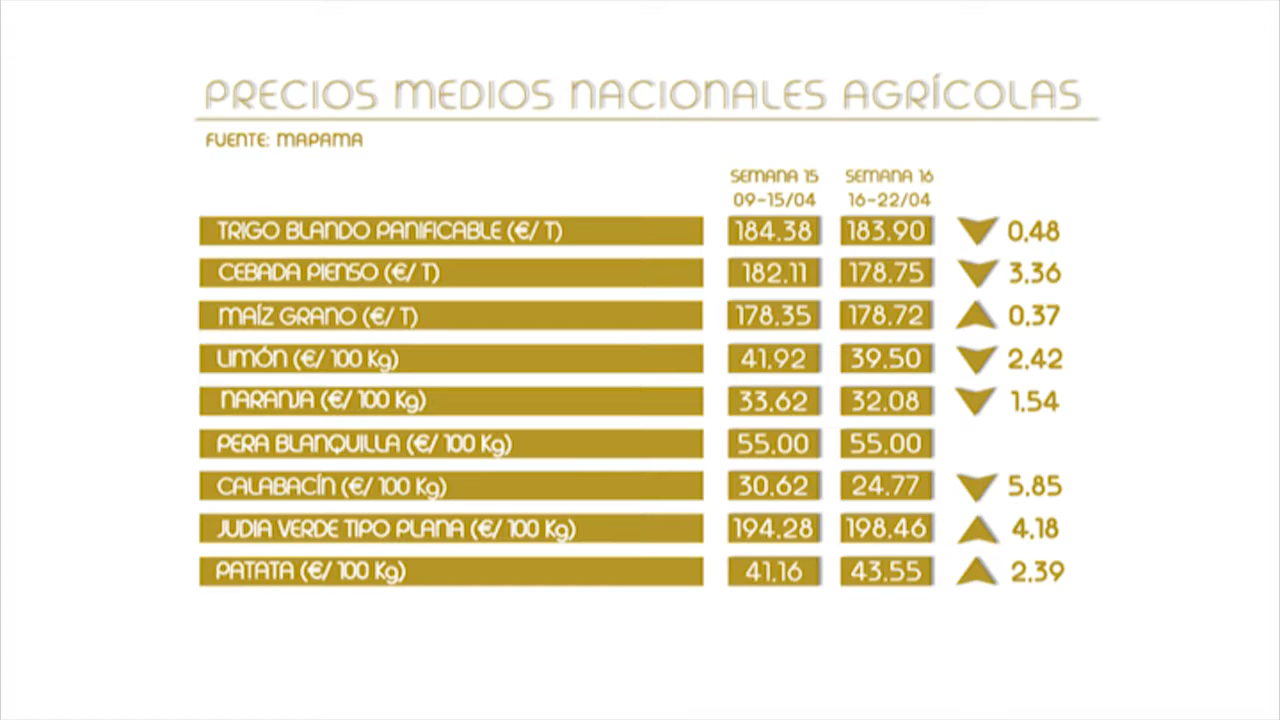 PRECIOS MEDIOS NACIONALES AGRÍCOLAS
FUENTE: MAPAMA
SEMANA 15 SEMANA 16
09-15/04 16-22/04
TRIGO BLANDO PANIFICABLE (€/ T) 184.38 183.90 0.48
CEBADA PIENSO (€/ T) 182.11 178.75 3.36
MAÍZ GRANO (€/ T) 178.35 178.72 0.37
LIMÓN (€/ 100 Kg) 41.92 39.50 2.42
NARANJA (€/ 100 Kg) 33.62 32.08 1.54
PERA BLANQUILLA (€/ 100 Kg) 55.00 55.00
CALABACÍN (€/ 100 Kg) 30.62 24.77 5.85
JUDIA VERDE TIPO PLANA (€/ 100 Kg) 194.28 198.46 4.18
PATATA (€/ 100 Kg) 41.16 43.55 2.39